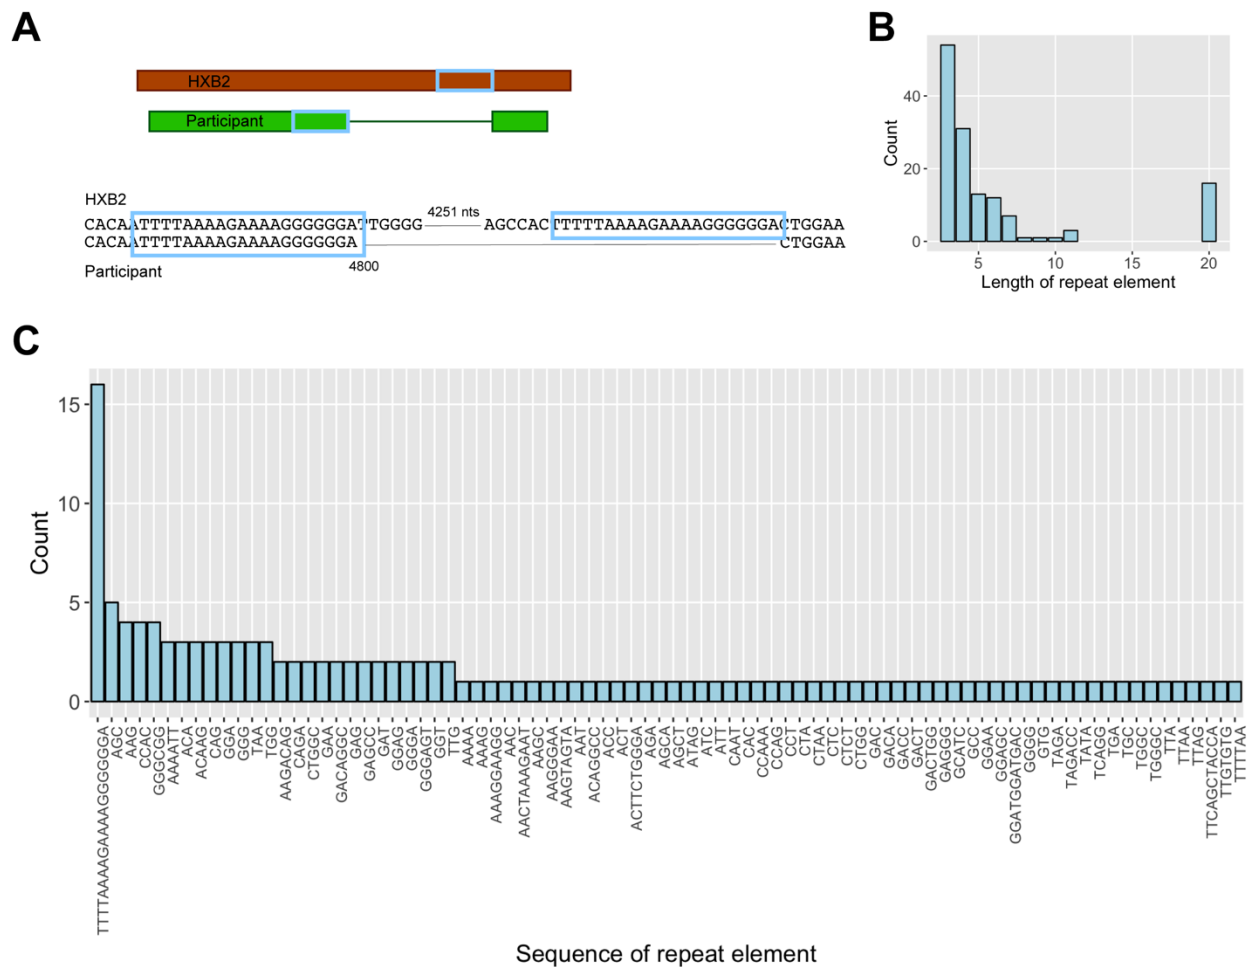 A
HXB2
Participant
HXB2
4251 nts
CACAATTTTAAAAGAAAAGGGGGGATTGGGG AGCCACTTTTTAAAAGAAAAGGGGGGACTGGAA
CACAATTTTAAAAGAAAAGGGGGGA CTGGAA
Participant
4800
B
Count
40
20
0
5
10
15
20
Length of repeat element
C
Count
15
10
5
0
TTTTAAAAGAAAAGGGGGGA
AGC
AAG
CCAC
GGGCGG
AAAATT
ACA
ACAAG
CAG
GGA
GGG
TAA
TGG
AAGACAG
CAGA
CTGGC
GAA
GACAGGC
GAG
GAGCC
GAT
GGAG
GGGA
GGGAGT
GGT
TTG
AAAA
AAAG
AAAGGAAGG
AAC
AACTAAAGAAT
AAGC
AAGGGAA
AAGTAGTA
AAT
ACAGGCC
ACC
ACT
ACTTCTGGGA
AGA
AGCA
AGCT
ATAG
ATC
ATT
CAAT
CAC
CCAAA
CCCAG
CCT
CTA
CTAA
CTC
CTCT
CTGG
GAC
GACA
GACC
GACT
GACTGG
GAGGG
GCATC
GCC
GGAA
GGAGC
GGATGGATGAC
GGGG
GTG
TAGA
TAGACC
TATA
TCAGG
TGA
TGC
TGGC
TGGGC
TTA
TTAA
TTAG
TTCAGCTACCA
TTGTGTG
TTTTAA
Sequence of repeat element